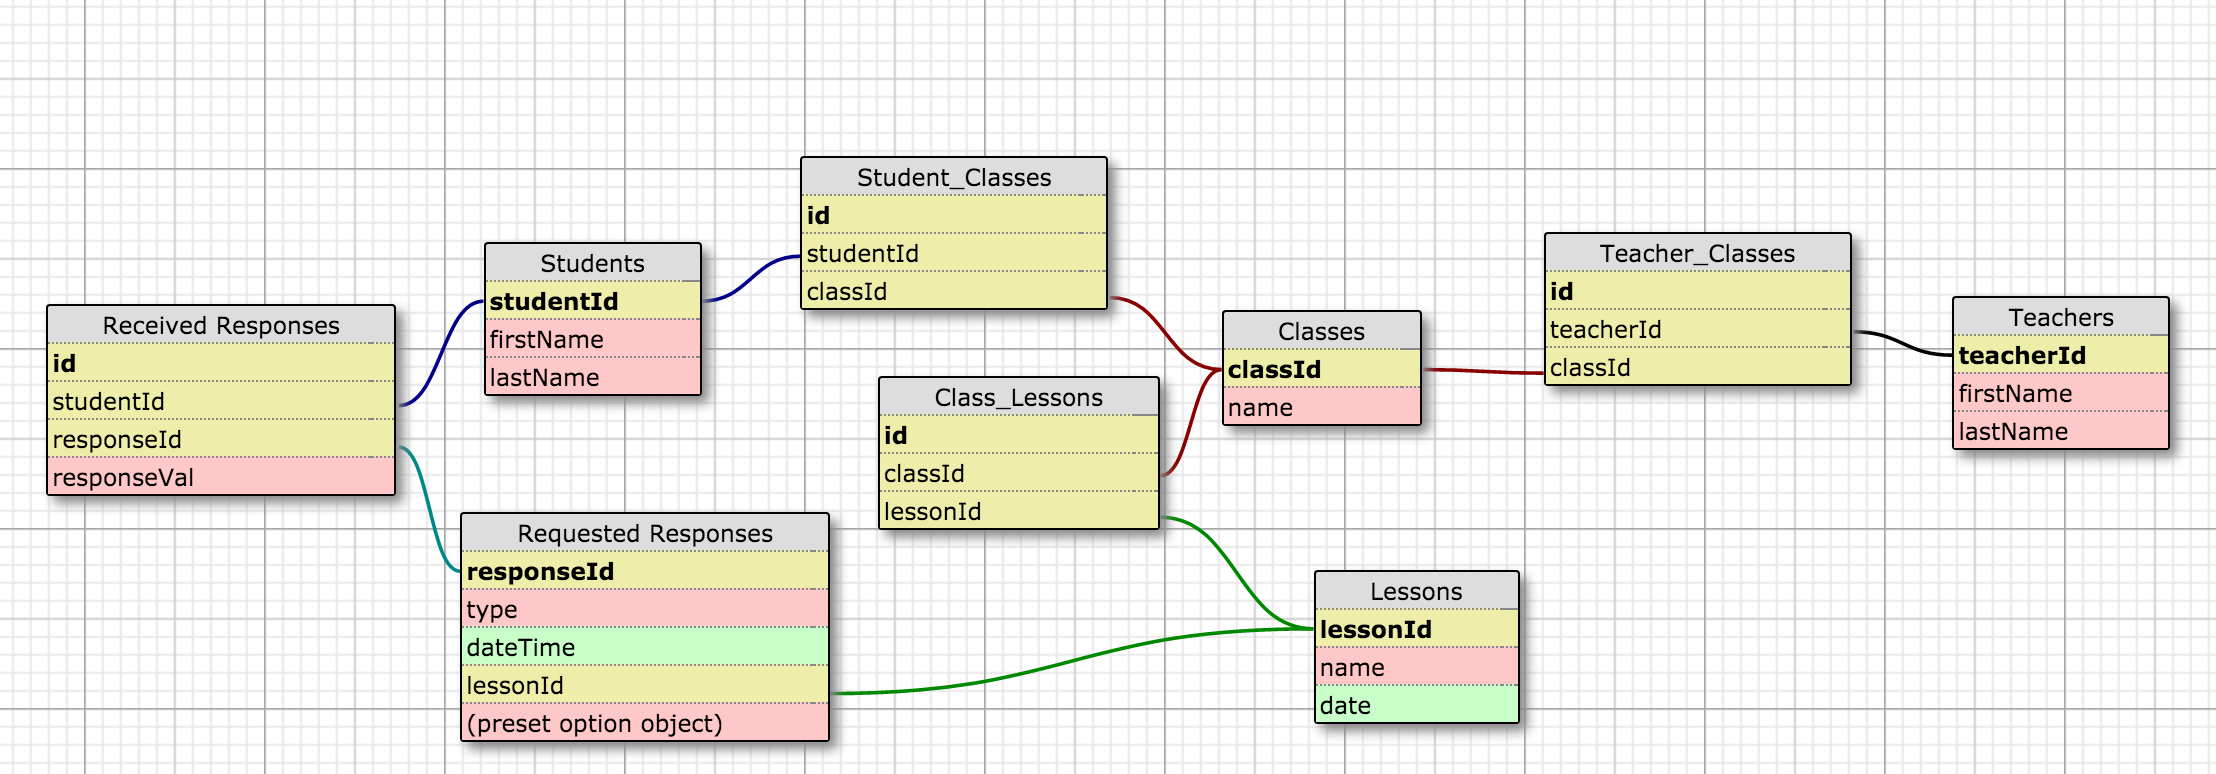 Received Responses
id
studentId
responseId
responseVal
Students
studentId
firstName
lastName
Requested Responses
responseId
type
dateTime
lessonId
(preset option object)
Student_Classes
id
studentId
classId
Class_Lessons
id
classId
lessonId
Classes
classId
name
Lessons
lessonId
name
date
Teacher_Classes
id
teacherId
classId
Teachers
teacherId
firstName
lastName